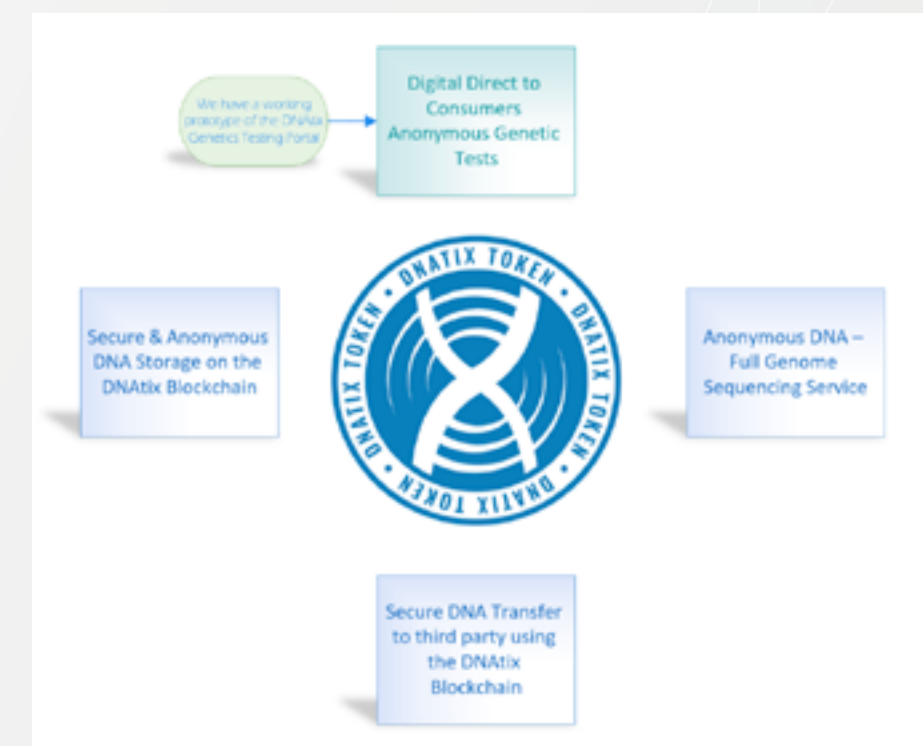 We have a working
prototype of the DNAtix
Genetics Testing Portal
Digital Direct to
Consumers
Anonymous Genetic
Tests
Secure & Anonymous
DNA Storage on the
DNAtix Blockchain
DNATIX TOKEN • DNATIX TOKEN • DNATIX TOKEN • DNATIX TOKEN •
Anonymous DNA –
Full Genome
Sequencing Service
Secure DNA Transfer
to third party using
the DNAtix
Blockchain